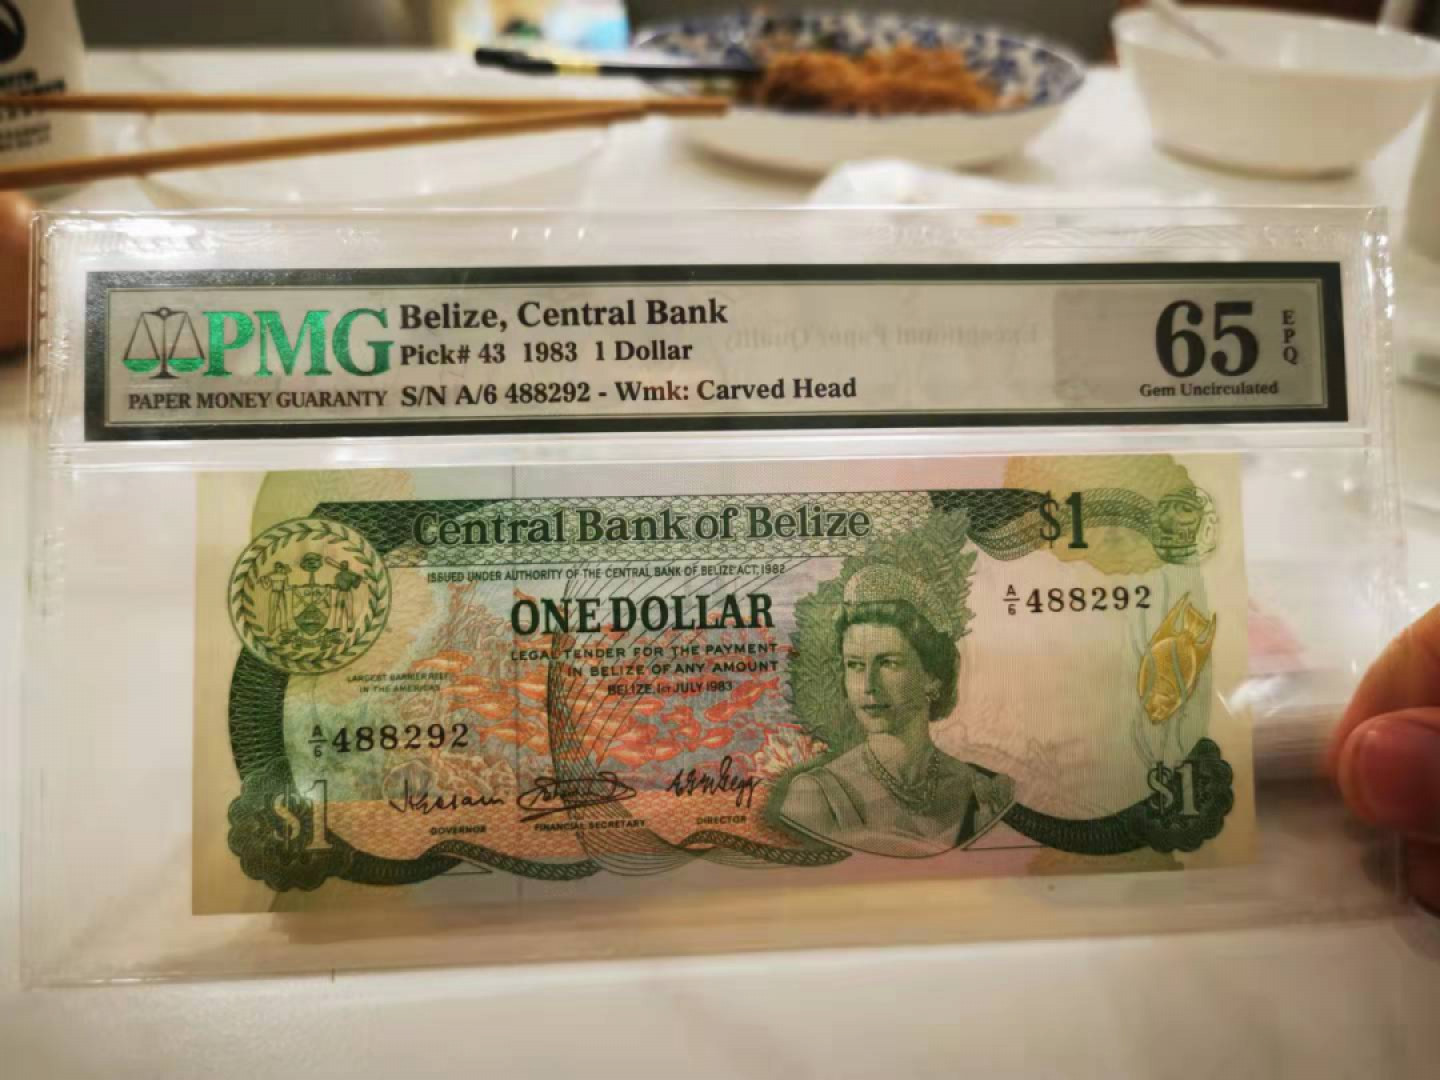 PMG
PAPER MONEY GUARANTY
Belize, Central Bank
Pick# 43 1983 1 Dollar
S/N A/6 488292 - Wmk: Carved Head
65
EPQ
Gem Uncirculated
Central Bank of Belize
$1
ISSUED UNDER AUTHORITY OF THE CENTRAL BANK OF BELIZE ACT, 1982
ONE DOLLAR
A/6 488292
LEGAL TENDER FOR THE PAYMENT
IN BELIZE OF ANY AMOUNT
BELIZE, 1ST JULY 1983
LARGEST BARRIER REEF
IN THE AMERICAS
A/6 488292
$1
$1
GOVERNOR
FINANCIAL SECRETARY
DIRECTOR